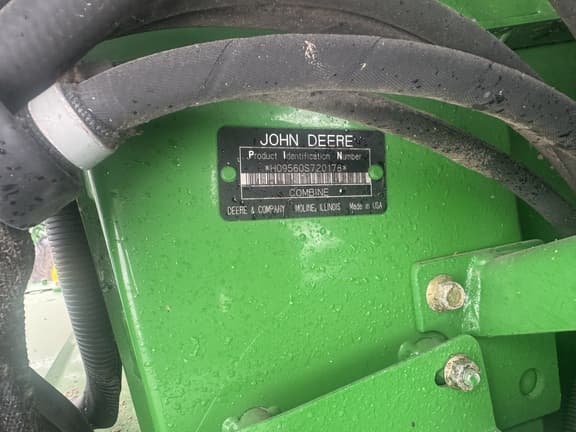 JOHN DEERE
Product Identification Number
*H09560S720178*
COMBINE
DEERE & COMPANY MOLINE, ILLINOIS Made in USA